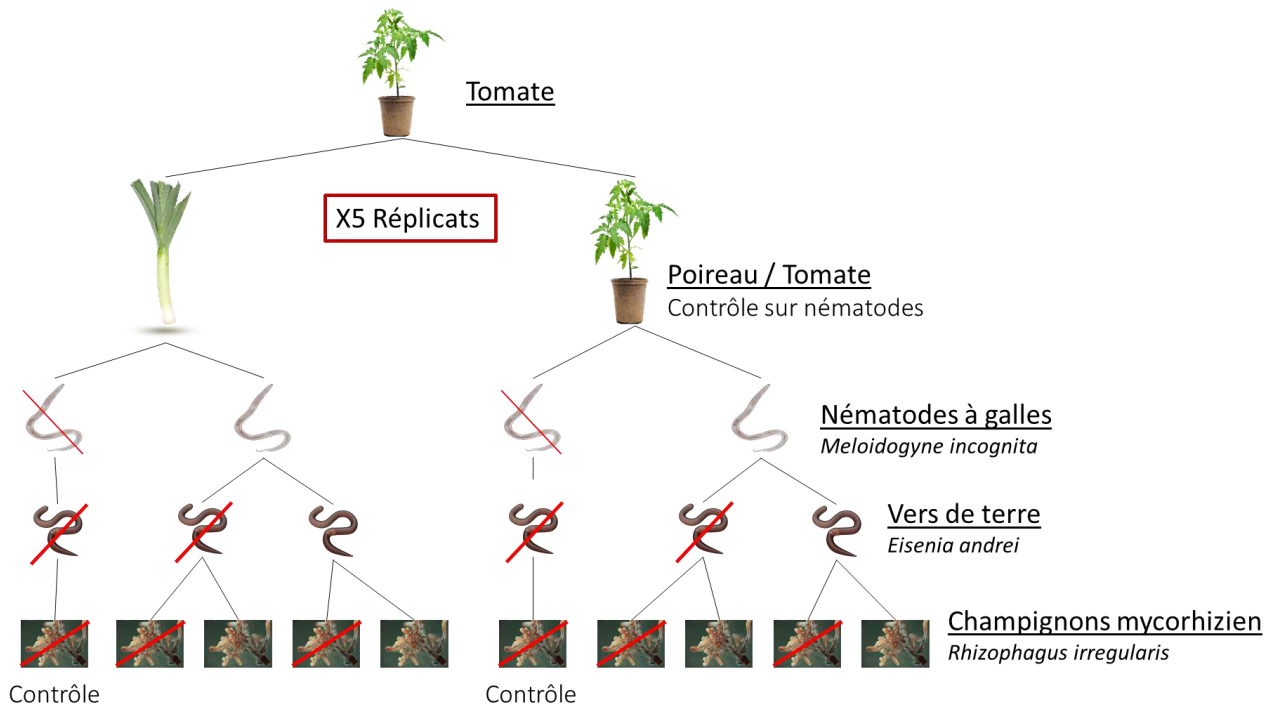 Tomate
X5 Réplicats
Poireau / Tomate
Contrôle sur nématodes
Nématodes à galles
Meloidogyne incognita
Vers de terre
Eisenia andrei
Champignons mycorhizien
Rhizophagus irregularis
Contrôle
Contrôle